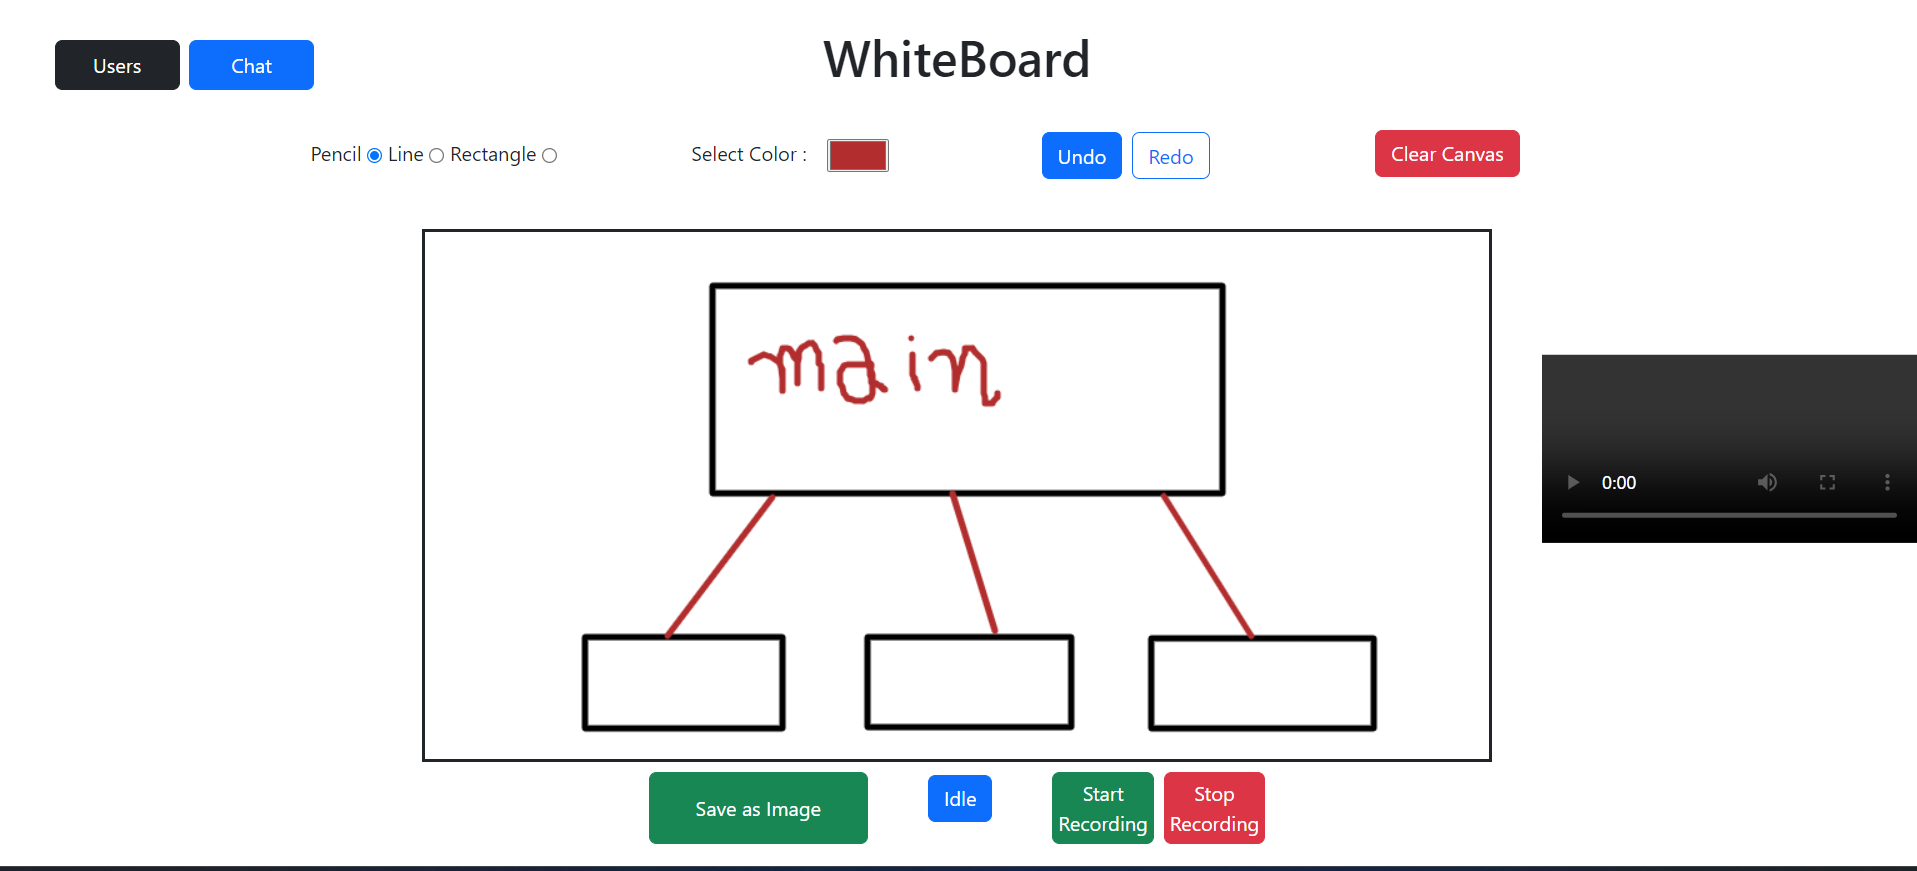 Users Chat
WhiteBoard
Pencil Line Rectangle Select Color : Undo Redo Clear Canvas
main
0:00
Save as Image Idle Start Recording Stop Recording